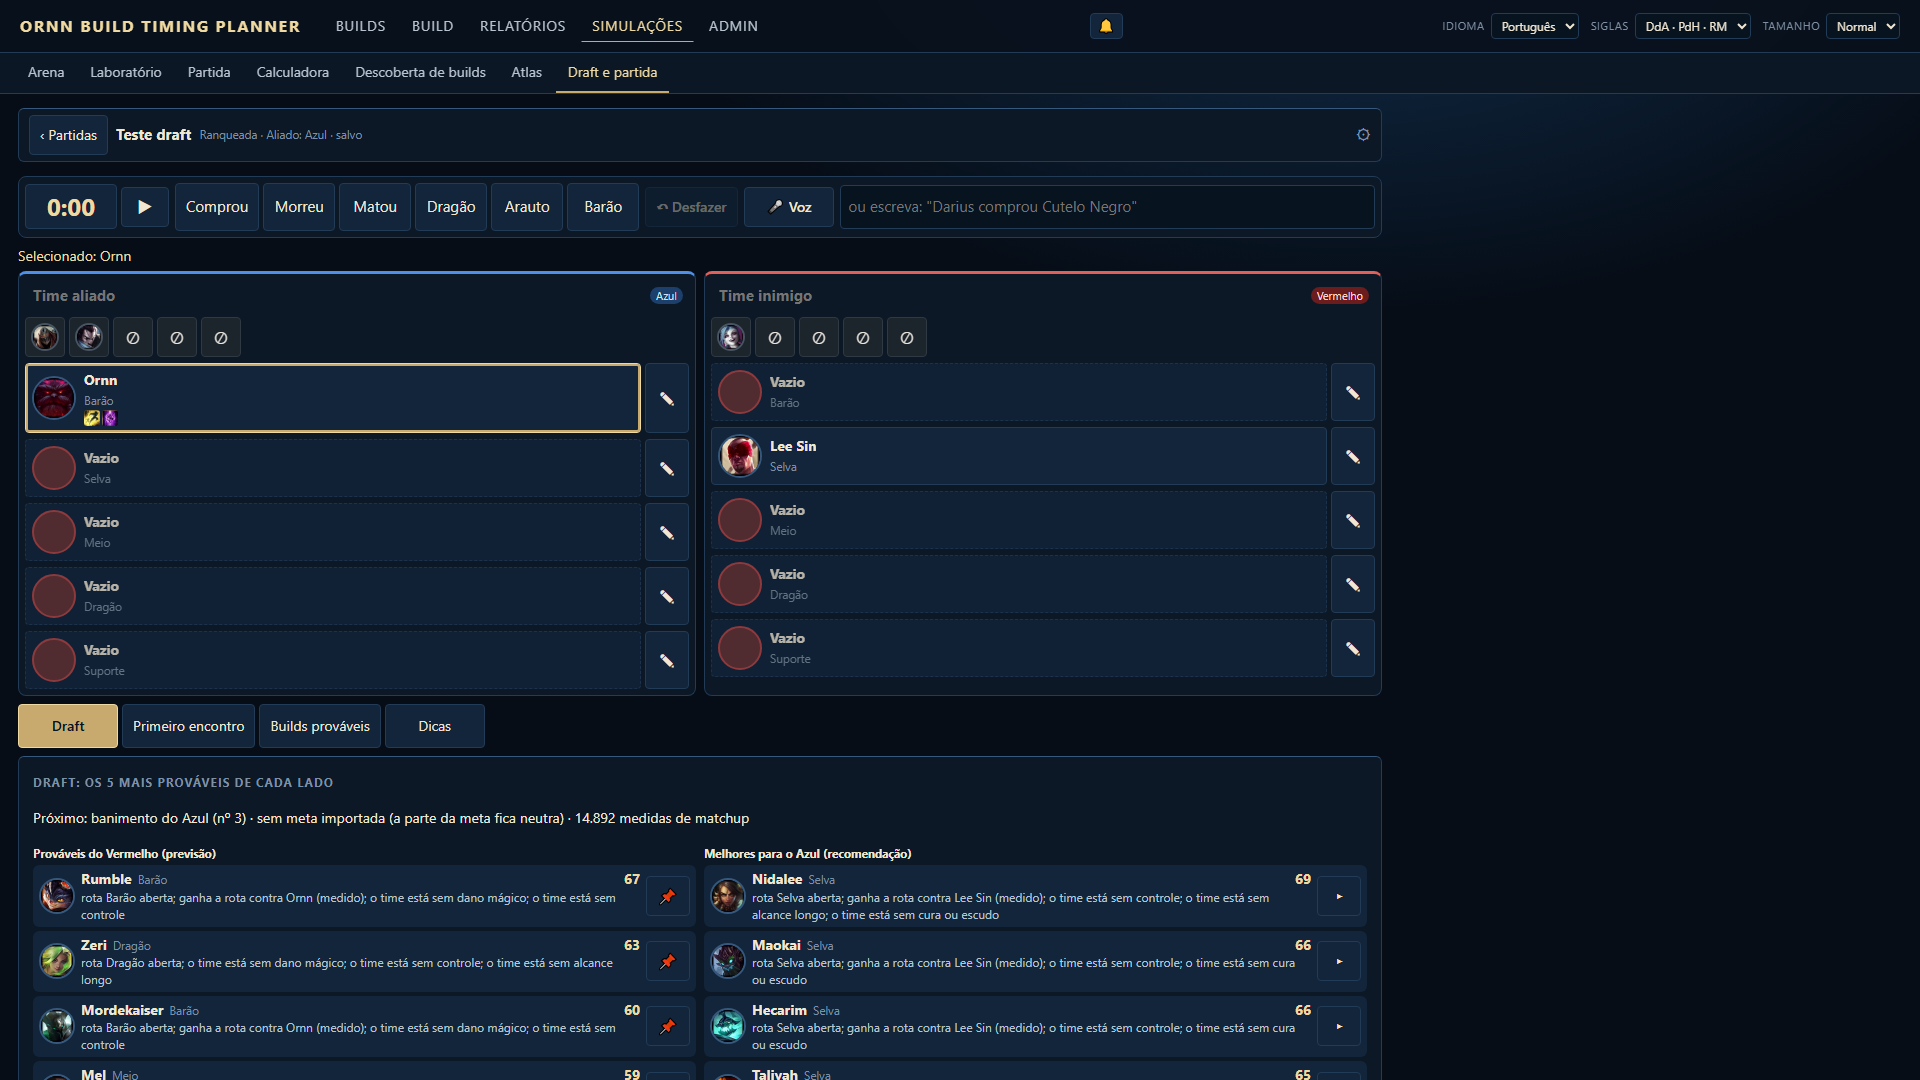 ORNN BUILD TIMING PLANNER
BUILDS
BUILD
RELATÓRIOS
SIMULAÇÕES
ADMIN
IDIOMA
Português
SIGLAS
DdA · PdH · RM
TAMANHO
Normal
Arena
Laboratório
Partida
Calculadora
Descoberta de builds
Atlas
Draft e partida
‹ Partidas
Teste draft
Ranqueada · Aliado: Azul · salvo
0:00
Comprou
Morreu
Matou
Dragão
Arauto
Barão
Desfazer
Voz
ou escreva: "Darius comprou Cutelo Negro"
Selecionado: Ornn
Time aliado
Azul
Ornn
Barão
Vazio
Selva
Vazio
Meio
Vazio
Dragão
Vazio
Suporte
Time inimigo
Vermelho
Vazio
Barão
Lee Sin
Selva
Vazio
Meio
Vazio
Dragão
Vazio
Suporte
Draft
Primeiro encontro
Builds prováveis
Dicas
DRAFT: OS 5 MAIS PROVÁVEIS DE CADA LADO
Próximo: banimento do Azul (nº 3) · sem meta importada (a parte da meta fica neutra) · 14.892 medidas de matchup
Prováveis do Vermelho (previsão)
Rumble Barão 67
rota Barão aberta; ganha a rota contra Ornn (medido); o time está sem dano mágico; o time está sem
controle
Zeri Dragão 63
rota Dragão aberta; o time está sem dano mágico; o time está sem controle; o time está sem alcance
longo
Mordekaiser Barão 60
rota Barão aberta; ganha a rota contra Ornn (medido); o time está sem dano mágico; o time está sem
controle
Mel Meio 59
Melhores para o Azul (recomendação)
Nidalee Selva 69
rota Selva aberta; ganha a rota contra Lee Sin (medido); o time está sem controle; o time está sem
alcance longo; o time está sem cura ou escudo
Maokai Selva 66
rota Selva aberta; ganha a rota contra Lee Sin (medido); o time está sem controle; o time está sem cura
ou escudo
Hecarim Selva 66
rota Selva aberta; ganha a rota contra Lee Sin (medido); o time está sem controle; o time está sem cura
ou escudo
Taliyah Selva 65